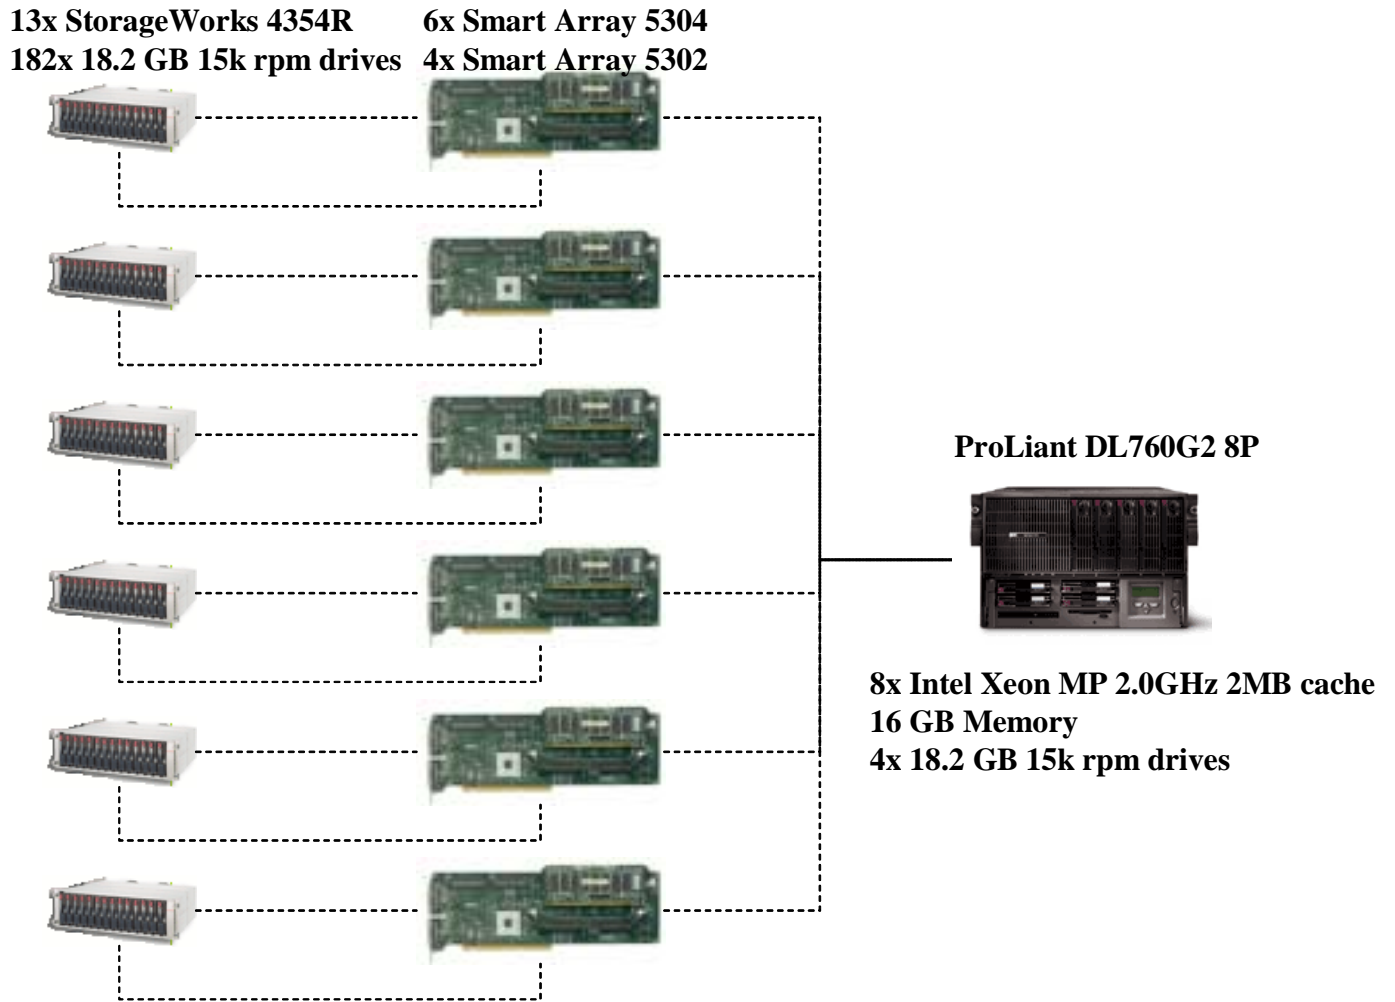 13x StorageWorks 4354R
182x 18.2 GB 15k rpm drives
6x Smart Array 5304
4x Smart Array 5302
ProLiant DL760G2 8P
8x Intel Xeon MP 2.0GHz 2MB cache
16 GB Memory
4x 18.2 GB 15k rpm drives